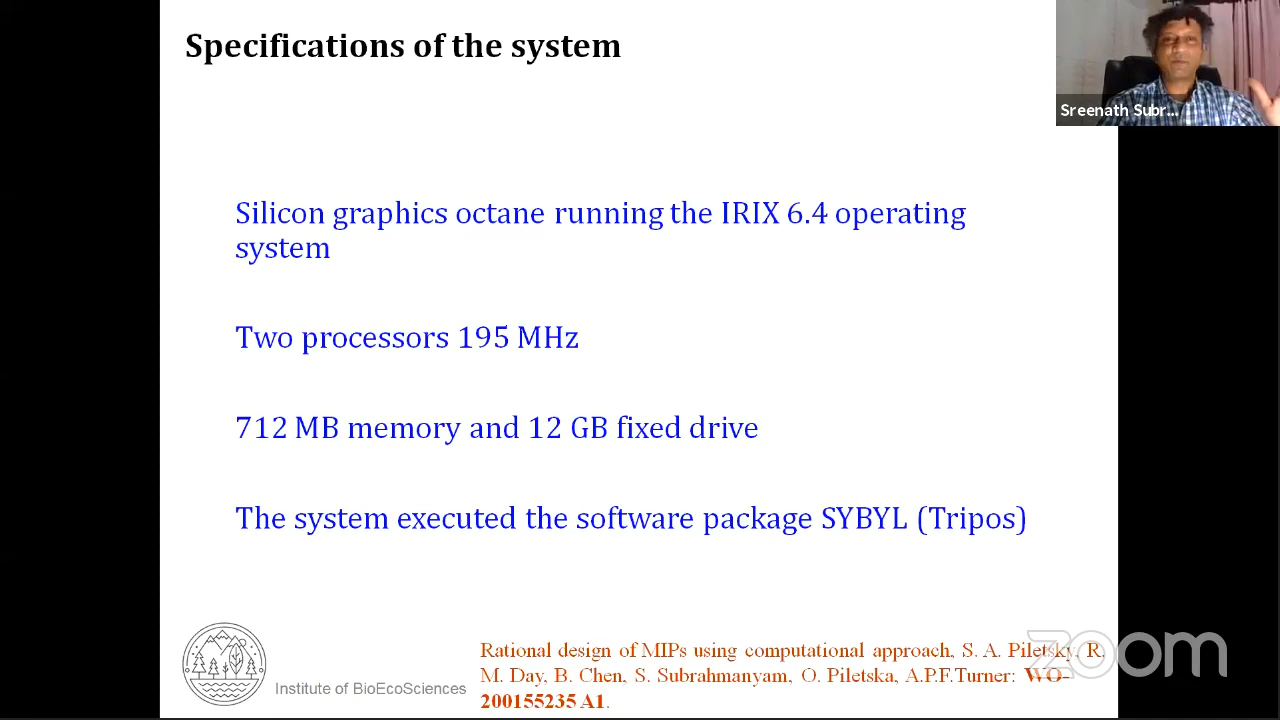 Specifications of the system
Sreenath Subr...
Silicon graphics octane running the IRIX 6.4 operating
system
Two processors 195 MHz
712 MB memory and 12 GB fixed drive
The system executed the software package SYBYL (Tripos)
Institute of BioEcoSciences
Rational design of MIPs using computational approach, S. A. Piletsky, R.
M. Day, B. Chen, S. Subrahmanyam, O. Piletska, A.P.F.Turner: WO-
200155235 A1.
zoom